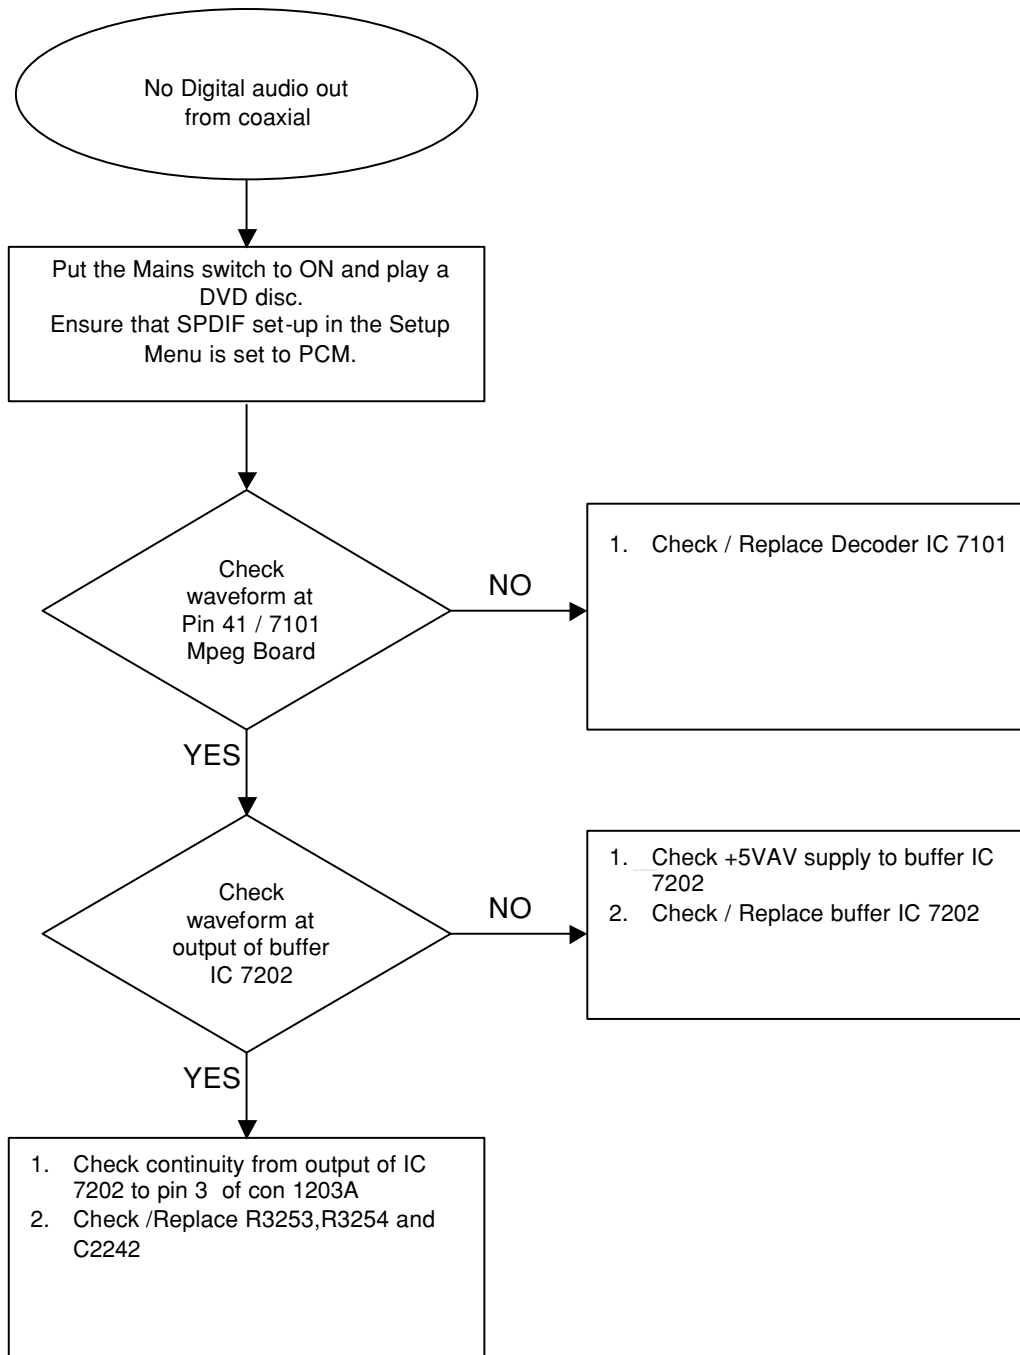 No Digital audio out
from coaxial
Put the Mains switch to ON and play a
DVD disc.
Ensure that SPDIF set-up in the Setup
Menu is set to PCM.
Check
waveform at
Pin 41 / 7101
Mpeg Board
NO
1. Check / Replace Decoder IC 7101
YES
Check
waveform at
output of buffer
IC 7202
NO
1. Check +5VAV supply to buffer IC
7202
2. Check / Replace buffer IC 7202
YES
1. Check continuity from output of IC
7202 to pin 3 of con 1203A
2. Check /Replace R3253,R3254 and
C2242